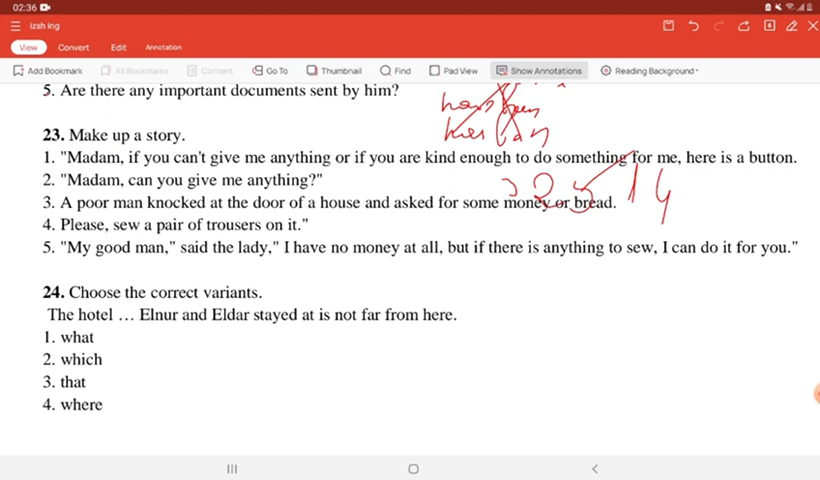 02:36
izah ing
View Convert Edit Annotation
Add Bookmark All Bookmarks Content Go To Thumbnail Find Pad View Show Annotations Reading Background
5. Are there any important documents sent by him?
23. Make up a story.
1. "Madam, if you can't give me anything or if you are kind enough to do something for me, here is a button.
2. "Madam, can you give me anything?"
3 2 5 1 4
3. A poor man knocked at the door of a house and asked for some money or bread.
4. Please, sew a pair of trousers on it."
5. "My good man," said the lady," I have no money at all, but if there is anything to sew, I can do it for you."
24. Choose the correct variants.
The hotel … Elnur and Eldar stayed at is not far from here.
1. what
2. which
3. that
4. where